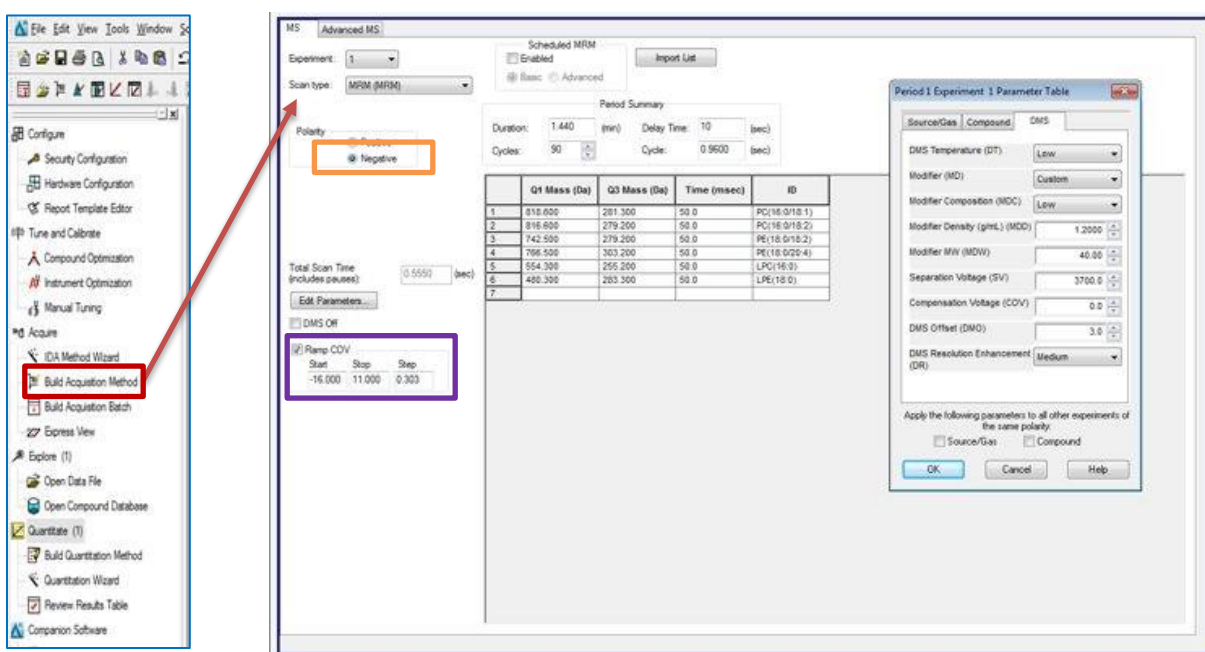 File Edit View Tools Window Sc
Configure
Security Configuration
Hardware Configuration
Report Template Editor
Tune and Calibrate
Compound Optimization
Instrument Optimization
Manual Tuning
Acquire
IDA Method Wizard
Build Acquisition Method
Build Acquisition Batch
Express View
Explore (1)
Open Data File
Open Compound Database
Quantitate (1)
Build Quantitation Method
Quantitation Wizard
Review Results Table
Companion Software
MS Advanced MS
Experiment: 1
Scan type: MRM (MRM)
Scheduled MRM
Enabled
Basic Advanced
Import List
Polarity
Negative
Period Summary
Duration: 1.440 (min) Delay Time: 10 (sec)
Cycles: 90 Cycle: 0.9600 (sec)
Q1 Mass (Da) Q3 Mass (Da) Time (msec) ID
1 818.600 281.300 50.0 PC(16:0/18:1)
2 816.600 279.200 50.0 PC(16:0/18:2)
3 742.500 279.200 50.0 PE(18:0/18:2)
4 766.500 303.200 50.0 PE(18:0/20:4)
5 554.300 255.200 50.0 LPC(16:0)
6 480.300 283.300 50.0 LPE(18:0)
7
Total Scan Time
(includes pauses): 0.5550 (sec)
Edit Parameters...
DMS Off
Ramp COV
Start Stop Step
-16.000 11.000 0.303
Period 1 Experiment 1 Parameter Table
Source/Gas Compound DMS
DMS Temperature (DT) Low
Modifier (MD) Custom
Modifier Composition (MDC) Low
Modifier Density (g/mL) (MDD) 1.2000
Modifier MW (MDW) 40.00
Separation Voltage (SV) 3700.0
Compensation Voltage (COV) 0.0
DMS Offset (DMO) 3.0
DMS Resolution Enhancement
(DR) Medium
Apply the following parameters to all other experiments of
the same polarity:
Source/Gas Compound
OK Cancel Help